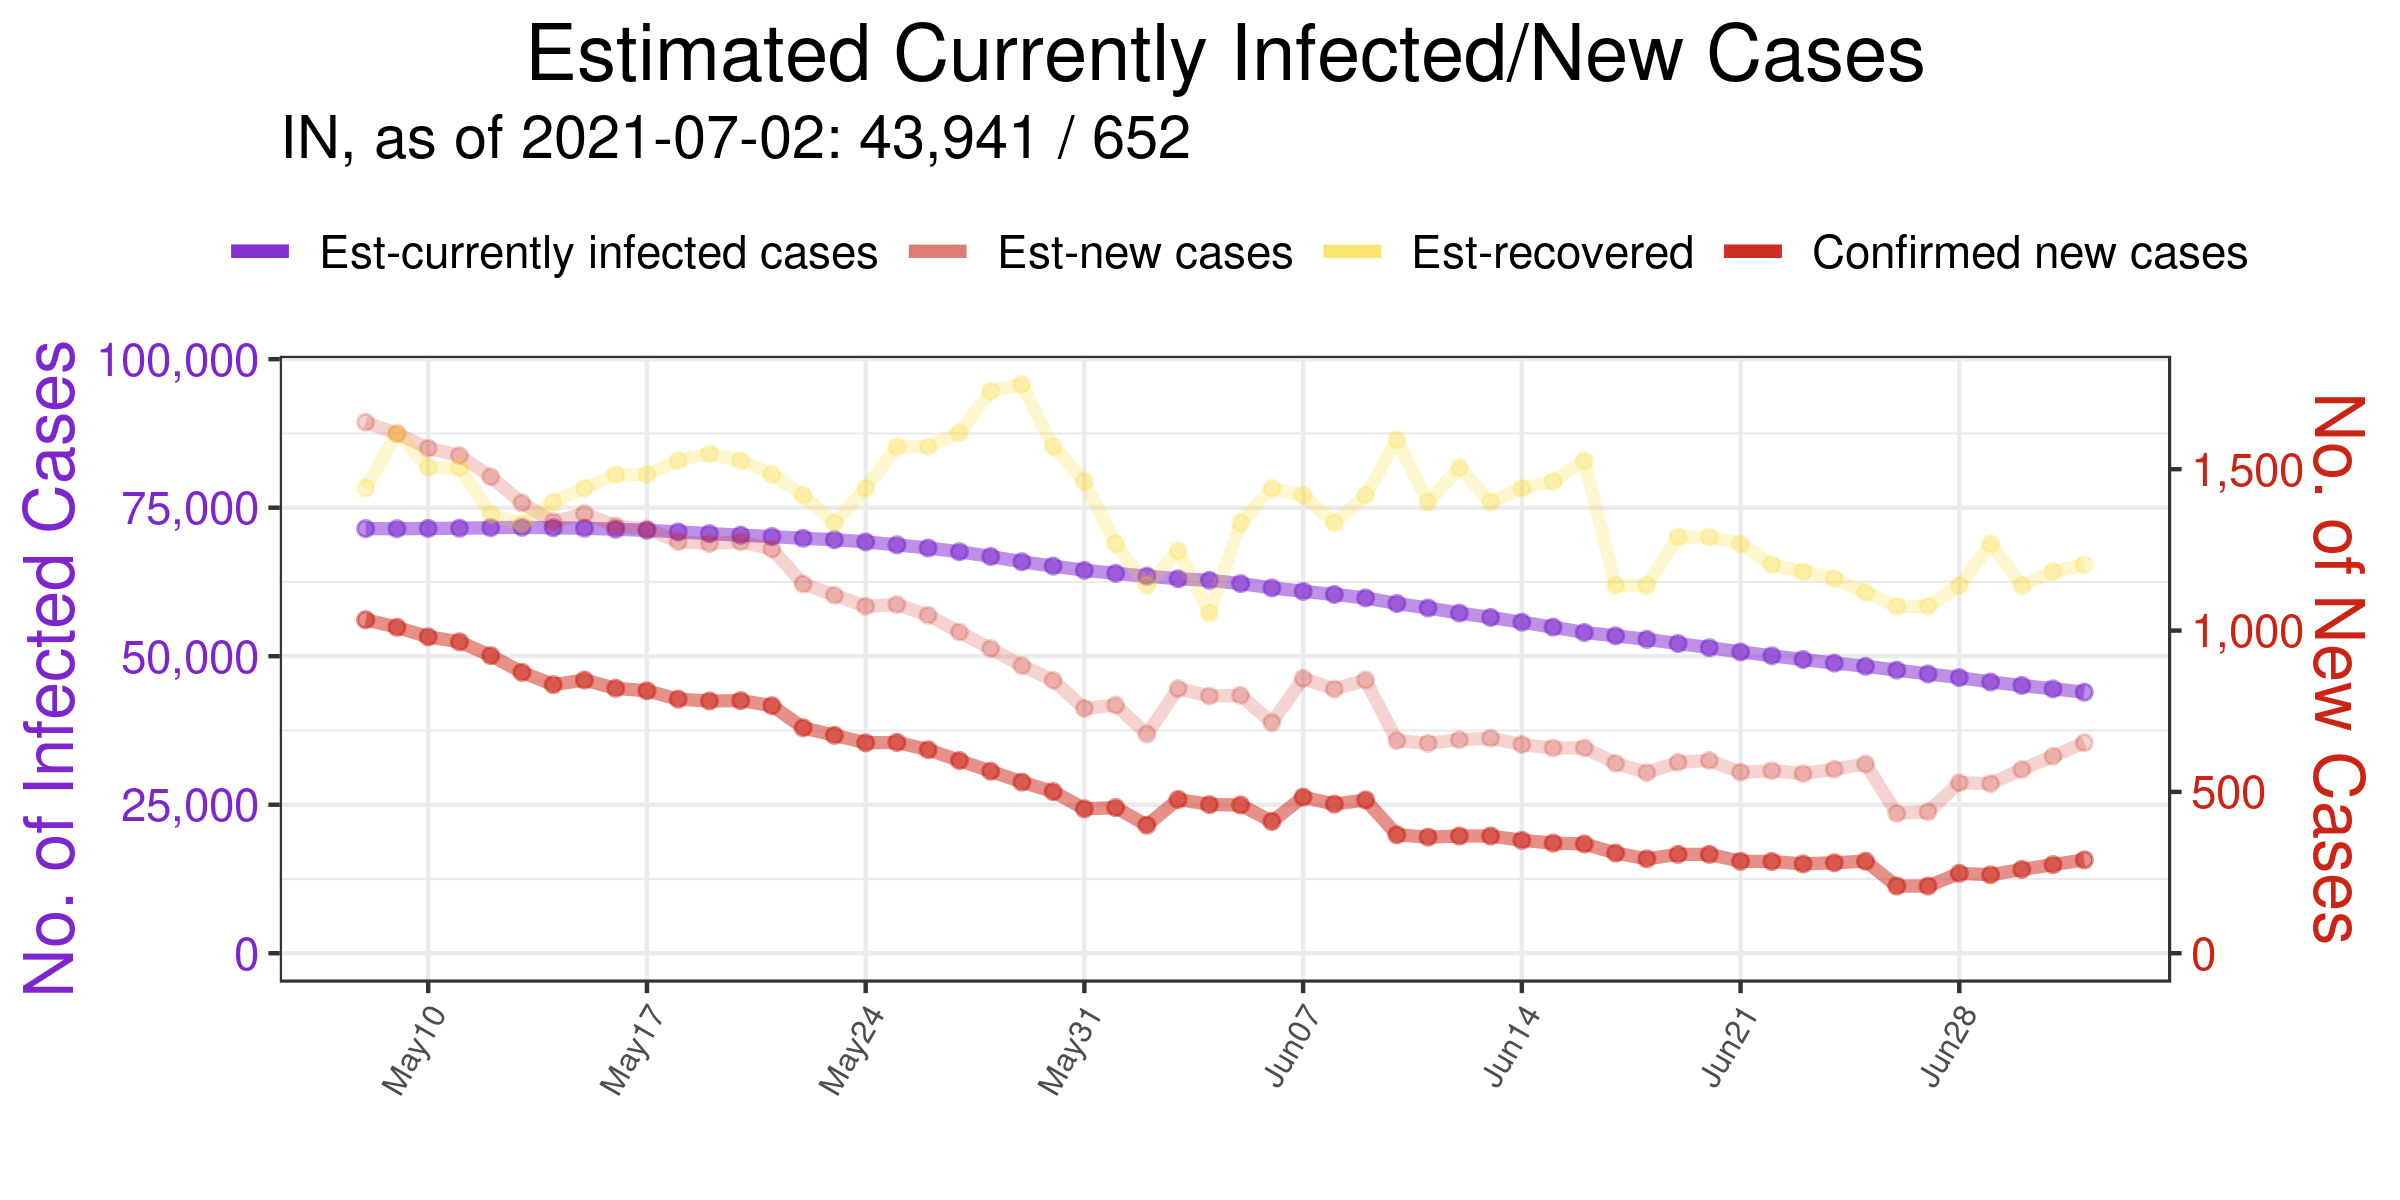 Estimated Currently Infected/New Cases
IN, as of 2021-07-02: 43,941 / 652
Est-currently infected cases Est-new cases Est-recovered Confirmed new cases
No. of Infected Cases
100,000
75,000
50,000
25,000
0
1,500
1,000
500
0
No. of New Cases
May10 May17 May24 May31 Jun07 Jun14 Jun21 Jun28